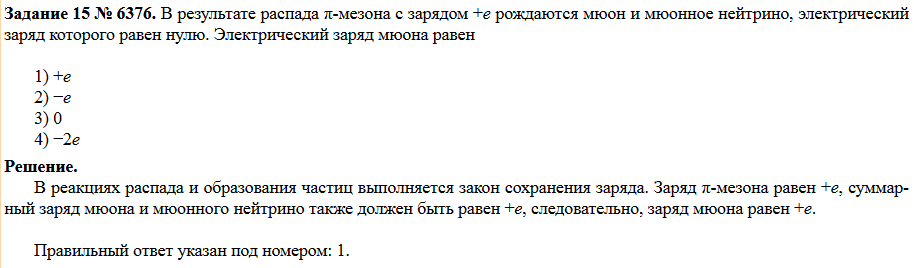 Задание 15 № 6376. В результате распада π-мезона с зарядом +e рождаются мюон и мюонное нейтрино, электрический
заряд которого равен нулю. Электрический заряд мюона равен
1) +e
2) −e
3) 0
4) −2e
Решение.
В реакциях распада и образования частиц выполняется закон сохранения заряда. Заряд π-мезона равен +e, суммар-
ный заряд мюона и мюонного нейтрино также должен быть равен +e, следовательно, заряд мюона равен +e.
Правильный ответ указан под номером: 1.